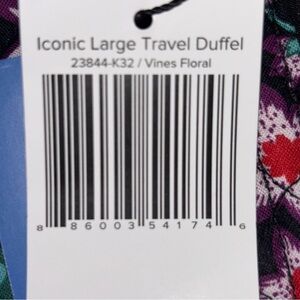 Iconic Large Travel Duffel
23844-K32 / Vines Floral
8 86003 54174 6